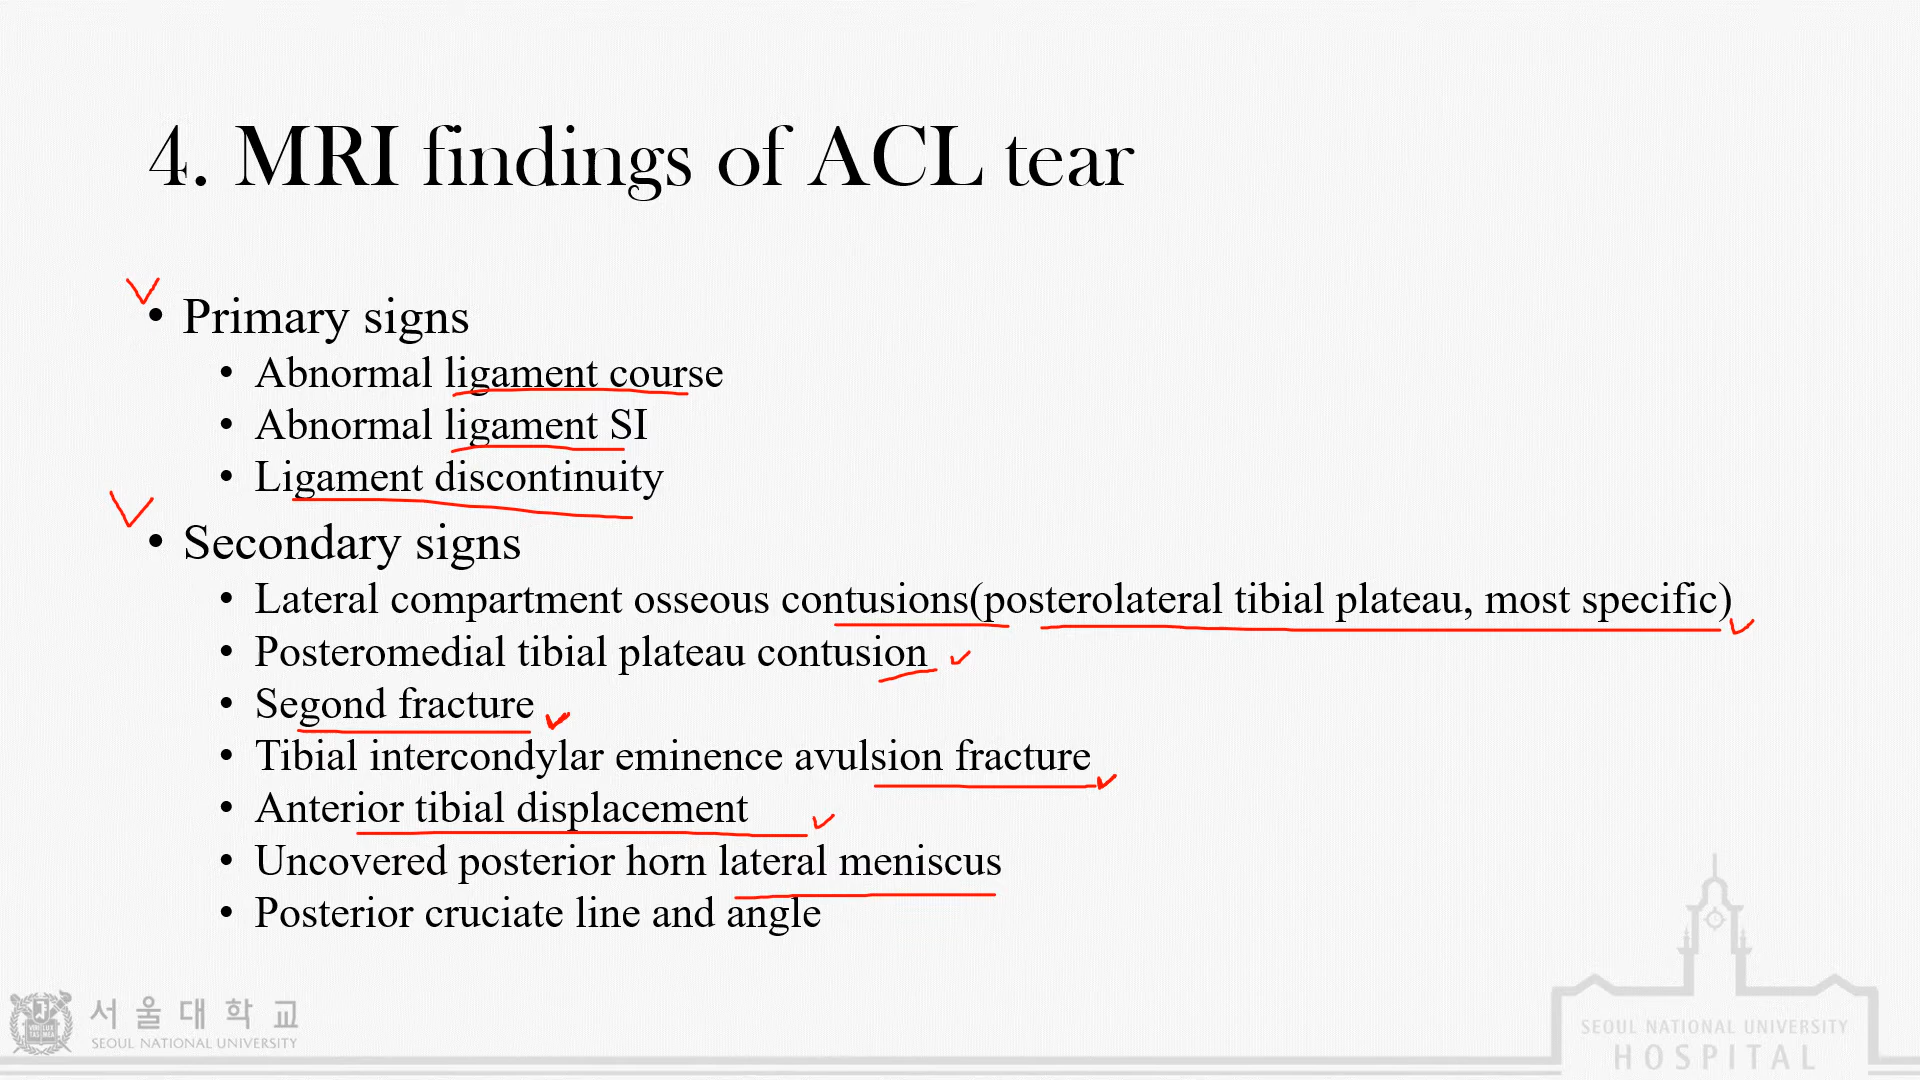 4. MRI findings of ACL tear
• Primary signs
• Abnormal ligament course
• Abnormal ligament SI
• Ligament discontinuity
• Secondary signs
• Lateral compartment osseous contusions(posterolateral tibial plateau, most specific)
• Posteromedial tibial plateau contusion
• Segond fracture
• Tibial intercondylar eminence avulsion fracture
• Anterior tibial displacement
• Uncovered posterior horn lateral meniscus
• Posterior cruciate line and angle
서울대학교
SEOUL NATIONAL UNIVERSITY
SEOUL NATIONAL UNIVERSITY
HOSPITAL